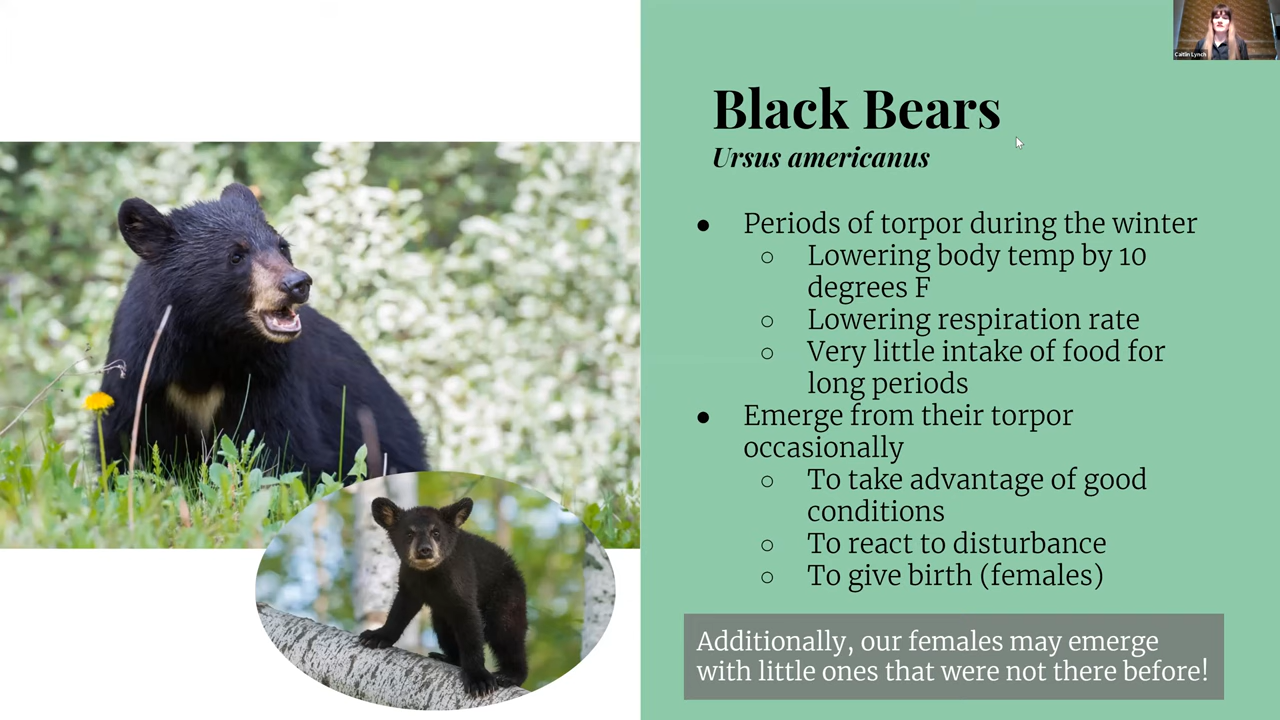 Caitlin Lynch
Black Bears
Ursus americanus
● Periods of torpor during the winter
○ Lowering body temp by 10
degrees F
○ Lowering respiration rate
○ Very little intake of food for
long periods
● Emerge from their torpor
occasionally
○ To take advantage of good
conditions
○ To react to disturbance
○ To give birth (females)
Additionally, our females may emerge
with little ones that were not there before!